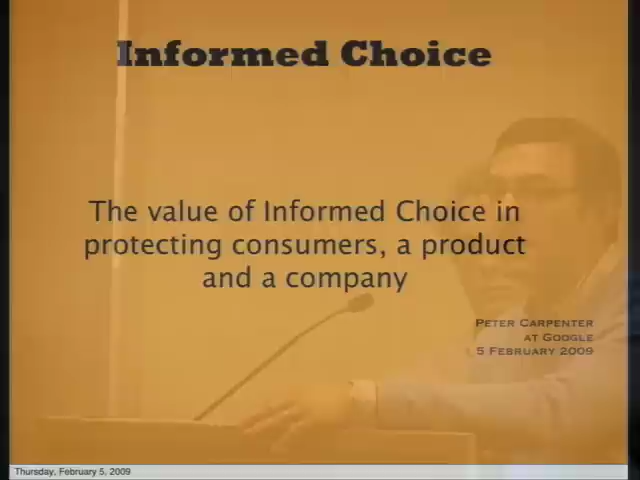 Informed Choice
The value of Informed Choice in
protecting consumers, a product
and a company
Peter Carpenter
at Google
5 February 2009
Thursday, February 5, 2009